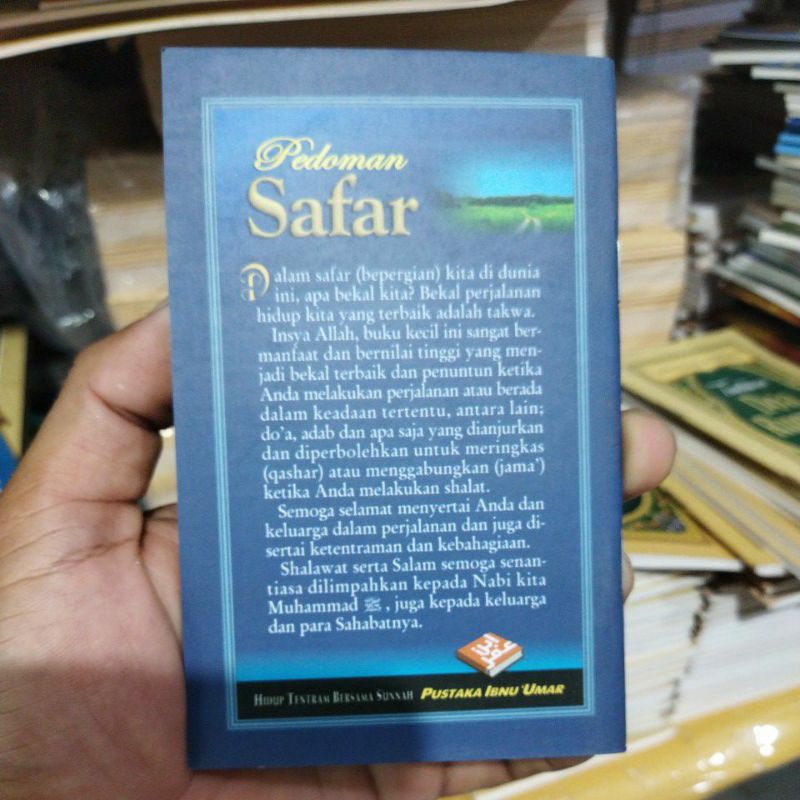 Pedoman
Safar
Dalam safar (bepergian) kita di dunia
ini, apa bekal kita? Bekal perjalanan
hidup kita yang terbaik adalah takwa.
Insya Allah, buku kecil ini sangat ber-
manfaat dan bernilai tinggi yang men-
jadi bekal terbaik dan penuntun ketika
Anda melakukan perjalanan atau berada
dalam keadaan tertentu, antara lain;
do'a, adab dan apa saja yang dianjurkan
dan diperbolehkan untuk meringkas
(qashar) atau menggabungkan (jama')
ketika Anda melakukan shalat.
Semoga selamat menyertai Anda dan
keluarga dalam perjalanan dan juga di-
sertai ketentraman dan kebahagiaan.
Shalawat serta Salam semoga senan-
tiasa dilimpahkan kepada Nabi kita
Muhammad ﷺ, juga kepada keluarga
dan para Sahabatnya.
HIDUP TENTRAM BERSAMA SUNNAH PUSTAKA IBNU 'UMAR